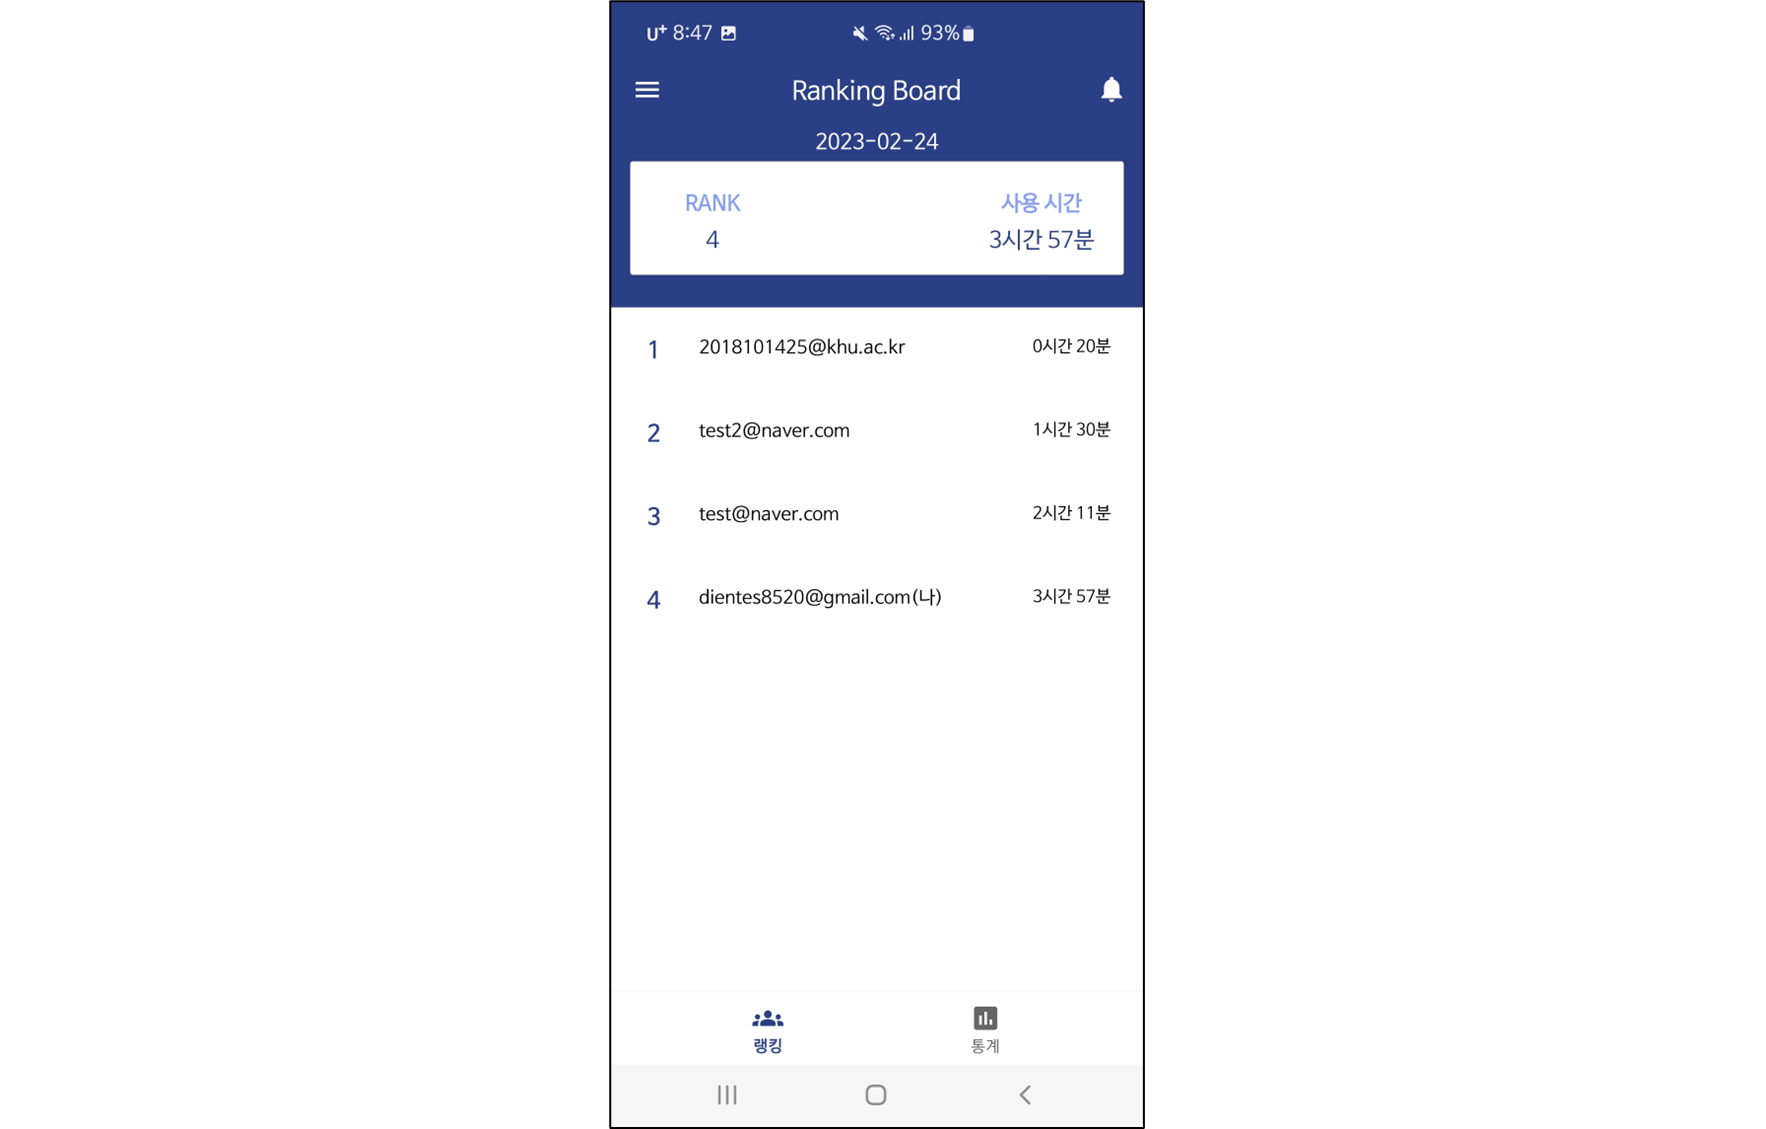 U+ 8:47 93%
Ranking Board
2023-02-24
RANK 사용 시간
4 3시간 57분
1 2018101425@khu.ac.kr 0시간 20분
2 test2@naver.com 1시간 30분
3 test@naver.com 2시간 11분
4 dientes8520@gmail.com(나) 3시간 57분
랭킹 통계